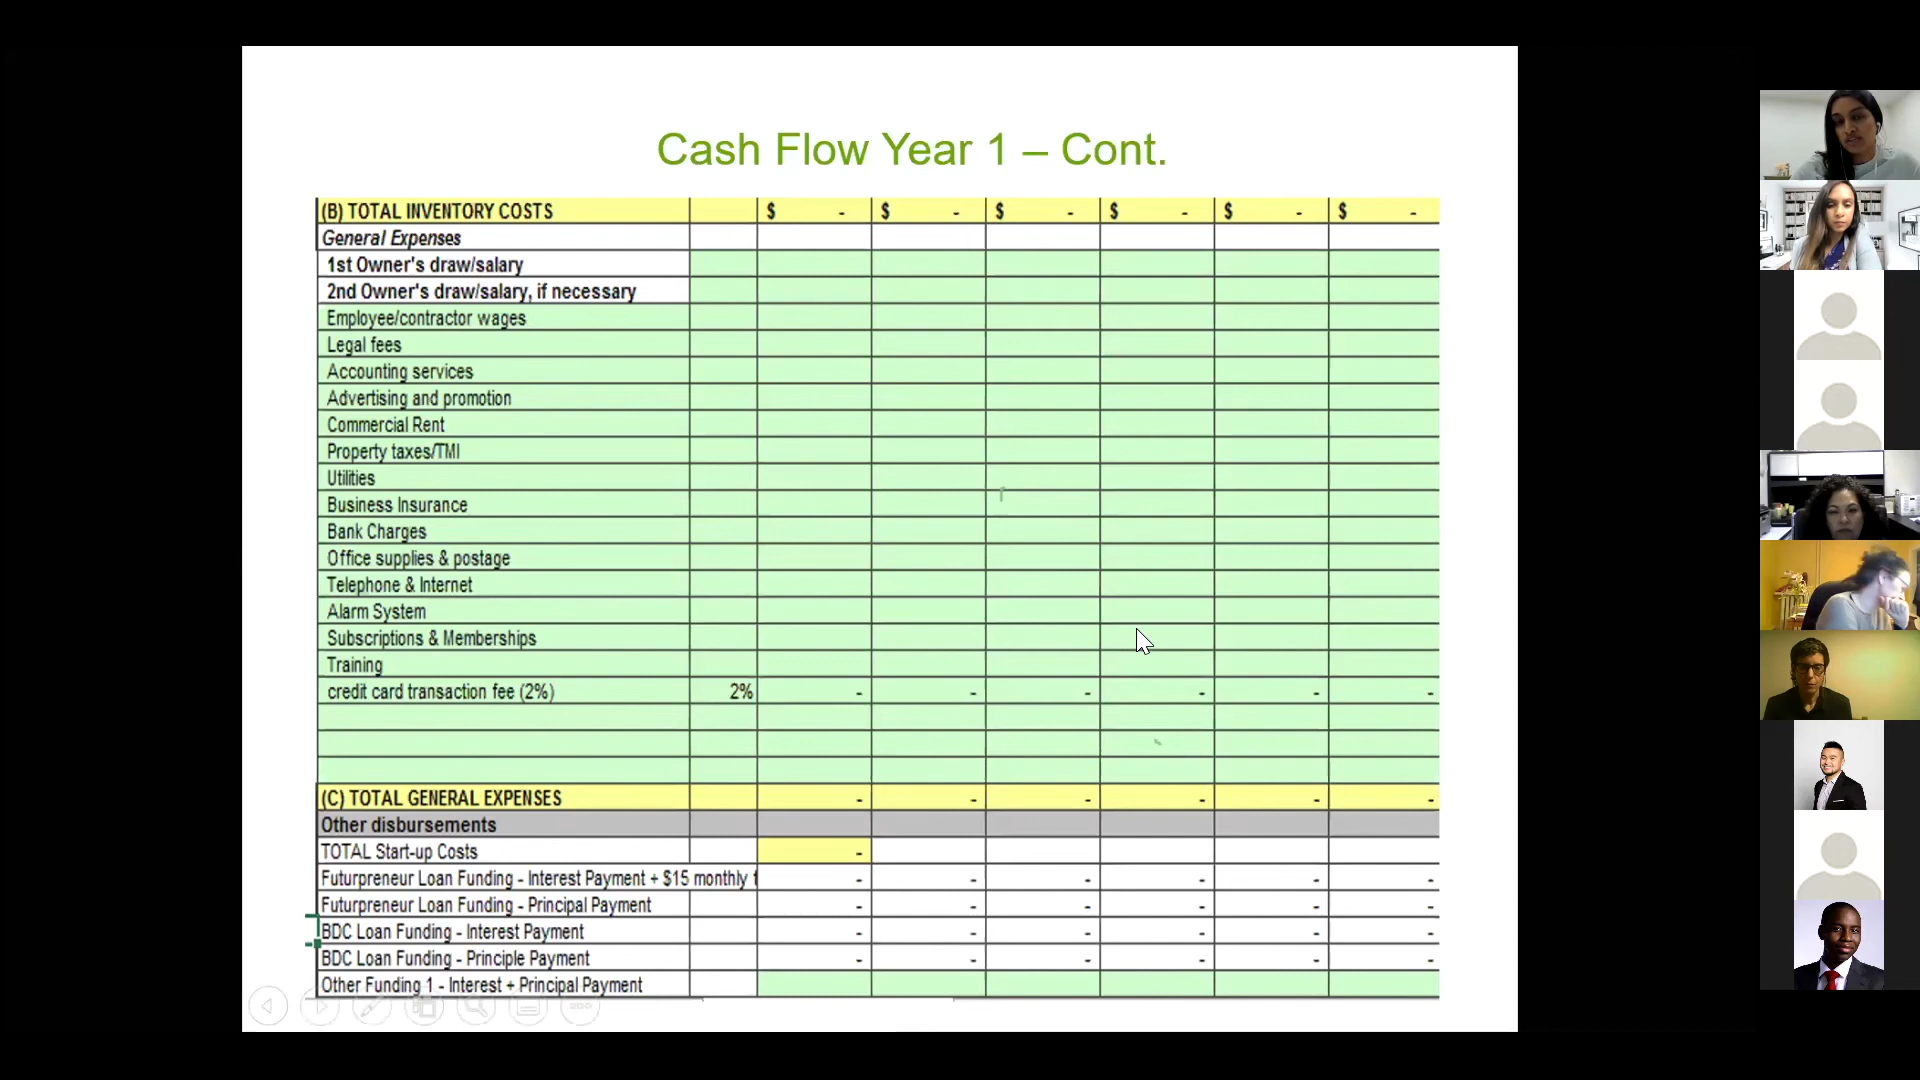 Cash Flow Year 1 – Cont.
(B) TOTAL INVENTORY COSTS $ - $ - $ - $ - $ - $ -
General Expenses
1st Owner's draw/salary
2nd Owner's draw/salary, if necessary
Employee/contractor wages
Legal fees
Accounting services
Advertising and promotion
Commercial Rent
Property taxes/TMI
Utilities
Business Insurance
Bank Charges
Office supplies & postage
Telephone & Internet
Alarm System
Subscriptions & Memberships
Training
credit card transaction fee (2%) 2% - - - - - -
(C) TOTAL GENERAL EXPENSES - - - - - -
Other disbursements
TOTAL Start-up Costs -
Futurpreneur Loan Funding - Interest Payment + $15 monthly - - - - - -
Futurpreneur Loan Funding - Principal Payment - - - - - -
BDC Loan Funding - Interest Payment - - - - - -
BDC Loan Funding - Principle Payment - - - - - -
Other Funding 1 - Interest + Principal Payment